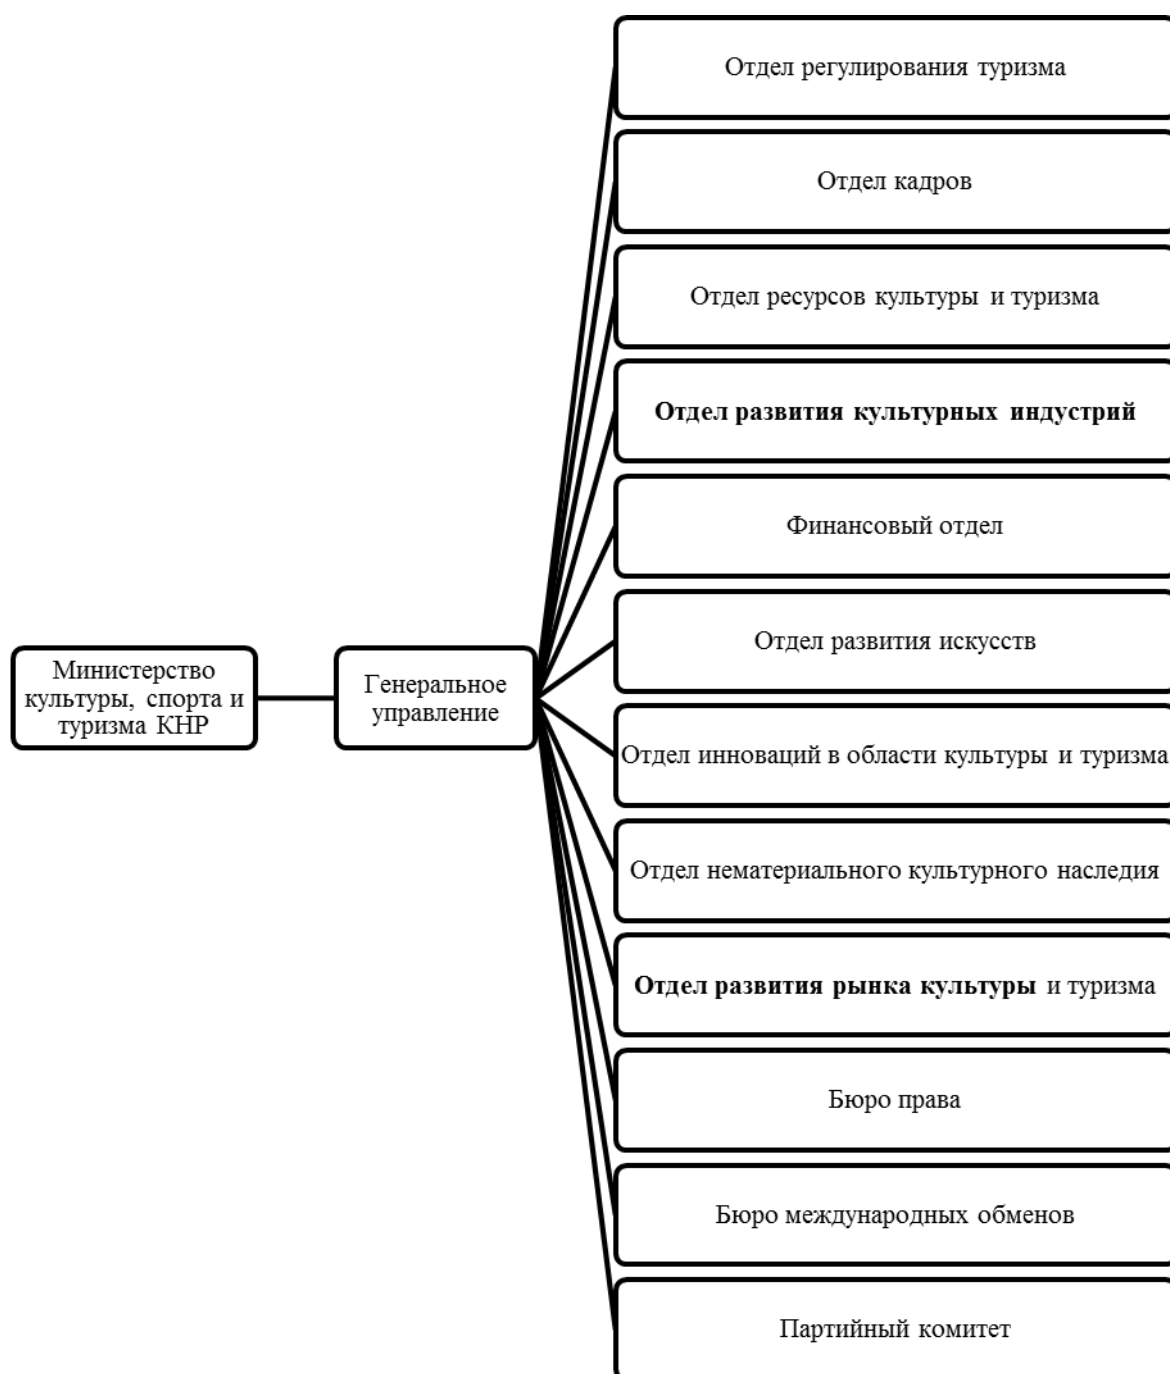 Отдел регулирования туризма
Отдел кадров
Отдел ресурсов культуры и туризма
Отдел развития культурных индустрий
Финансовый отдел
Министерство
культуры, спорта и
туризма КНР
Генеральное
управление
Отдел развития искусств
Отдел инноваций в области культуры и туризма
Отдел нематериального культурного наследия
Отдел развития рынка культуры и туризма
Бюро права
Бюро международных обменов
Партийный комитет